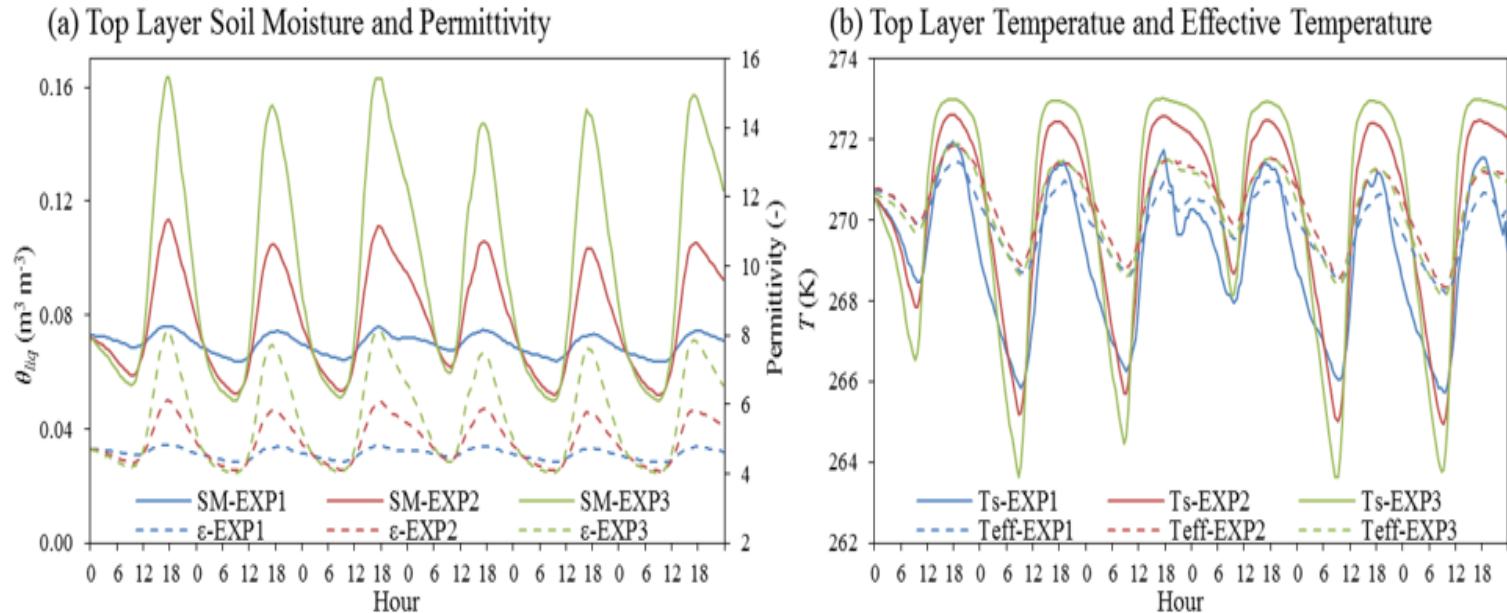 (a) Top Layer Soil Moisture and Permittivity
0.16
0.12
0.08
0.04
0.00
θliq (m³ m⁻³)
16
14
12
10
8
6
4
2
Permittivity (-)
SM-EXP1 SM-EXP2 SM-EXP3
ε-EXP1 ε-EXP2 ε-EXP3
0 6 12 18 0 6 12 18 0 6 12 18 0 6 12 18 0 6 12 18 0 6 12 18
Hour
(b) Top Layer Temperatue and Effective Temperature
274
272
270
268
266
264
262
T (K)
Ts-EXP1 Ts-EXP2 Ts-EXP3
Teff-EXP1 Teff-EXP2 Teff-EXP3
0 6 12 18 0 6 12 18 0 6 12 18 0 6 12 18 0 6 12 18 0 6 12 18
Hour